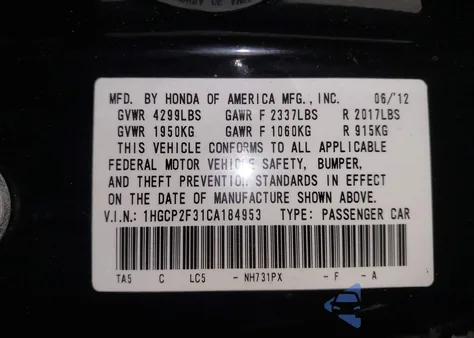 MFD. BY HONDA OF AMERICA MFG., INC. 06/'12
GVWR 4299LBS GAWR F 2337LBS R 2017LBS
GVWR 1950KG GAWR F 1060KG R 915KG
THIS VEHICLE CONFORMS TO ALL APPLICABLE
FEDERAL MOTOR VEHICLE SAFETY, BUMPER,
AND THEFT PREVENTION STANDARDS IN EFFECT
ON THE DATE OF MANUFACTURE SHOWN ABOVE.
V.I.N.: 1HGCP2F31CA184953 TYPE: PASSENGER CAR
TA5 C LC5 - NH731PX - F - A